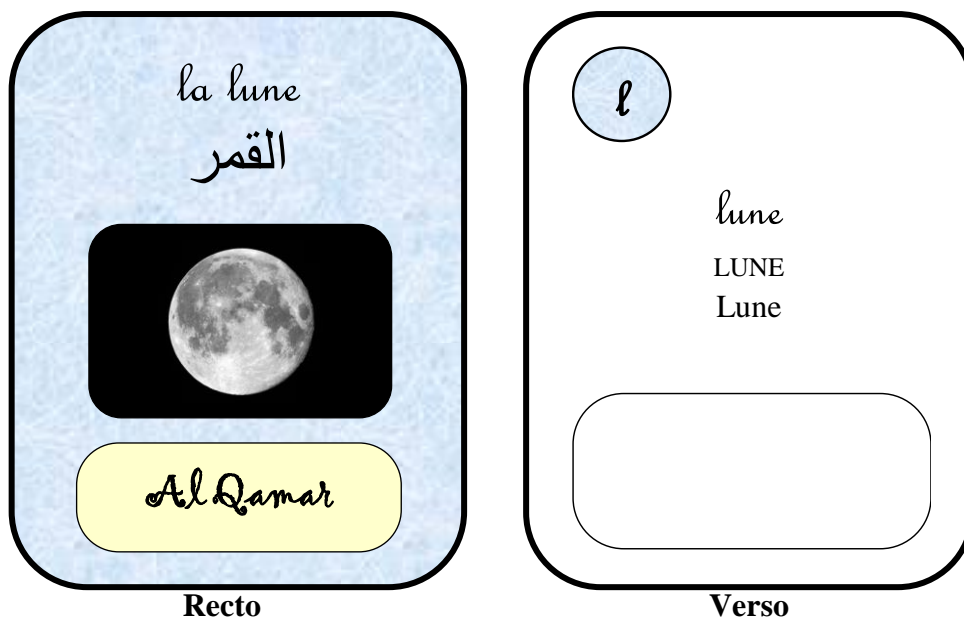 la lune
القمر
Al Qamar
Recto
l
lune
LUNE
Lune
Verso